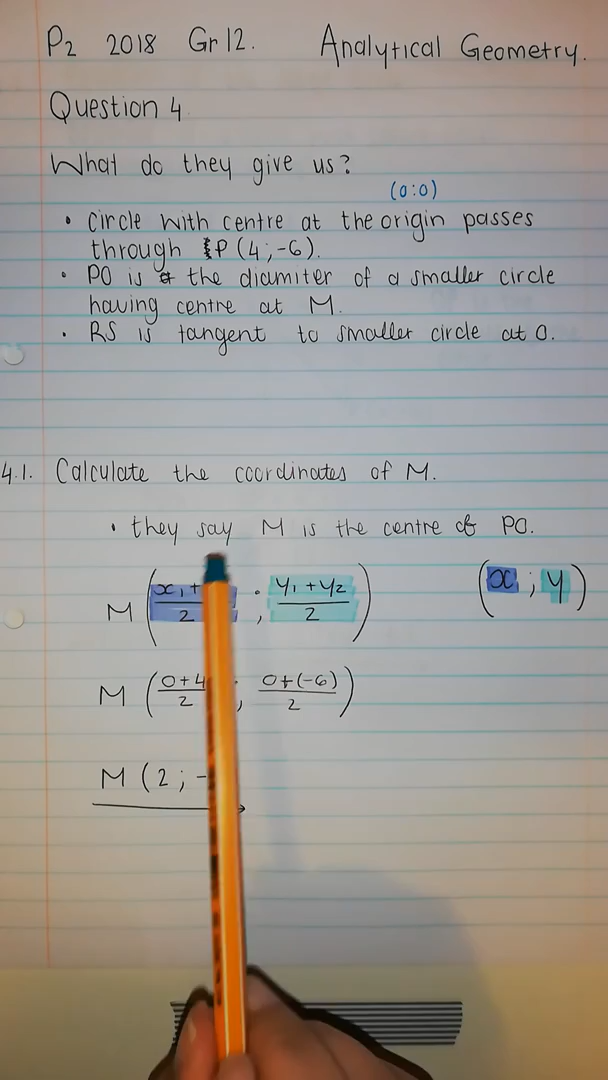 P2 2018 Gr 12. Analytical Geometry.
Question 4
What do they give us?
(0:0)
• circle with centre at the origin passes
through P(4;-6).
• PO is the diamiter of a smaller circle
having centre at M.
• RS is tangent to smaller circle at O.
4.1. Calculate the coordinates of M.
• they say M is the centre of PO.
M (x₁+ /2 ; y₁+y₂/2) (x ; y)
M (0+4/2 ; 0+(-6)/2)
M (2 ; -